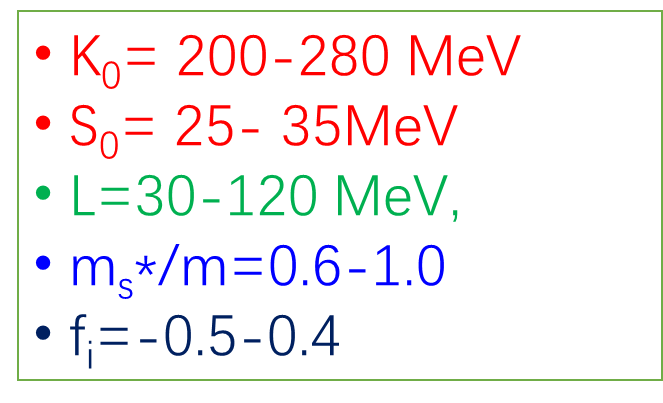 • K₀= 200-280 MeV
• S₀= 25- 35MeV
• L=30-120 MeV,
• mₛ*/m=0.6-1.0
• fᵢ=-0.5-0.4